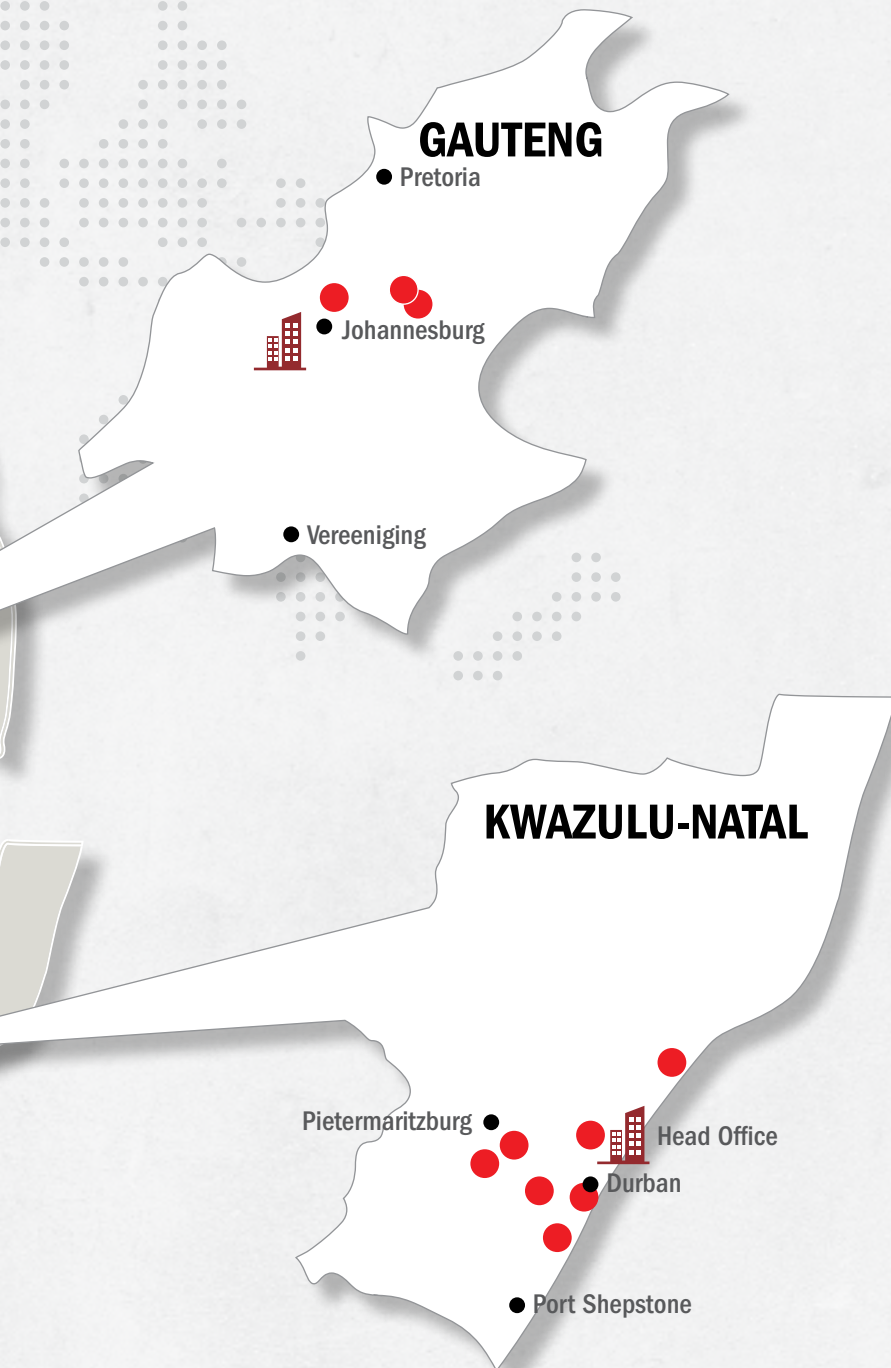 GAUTENG
Pretoria
Johannesburg
Vereeniging
KWAZULU-NATAL
Pietermaritzburg
Head Office
Durban
Port Shepstone